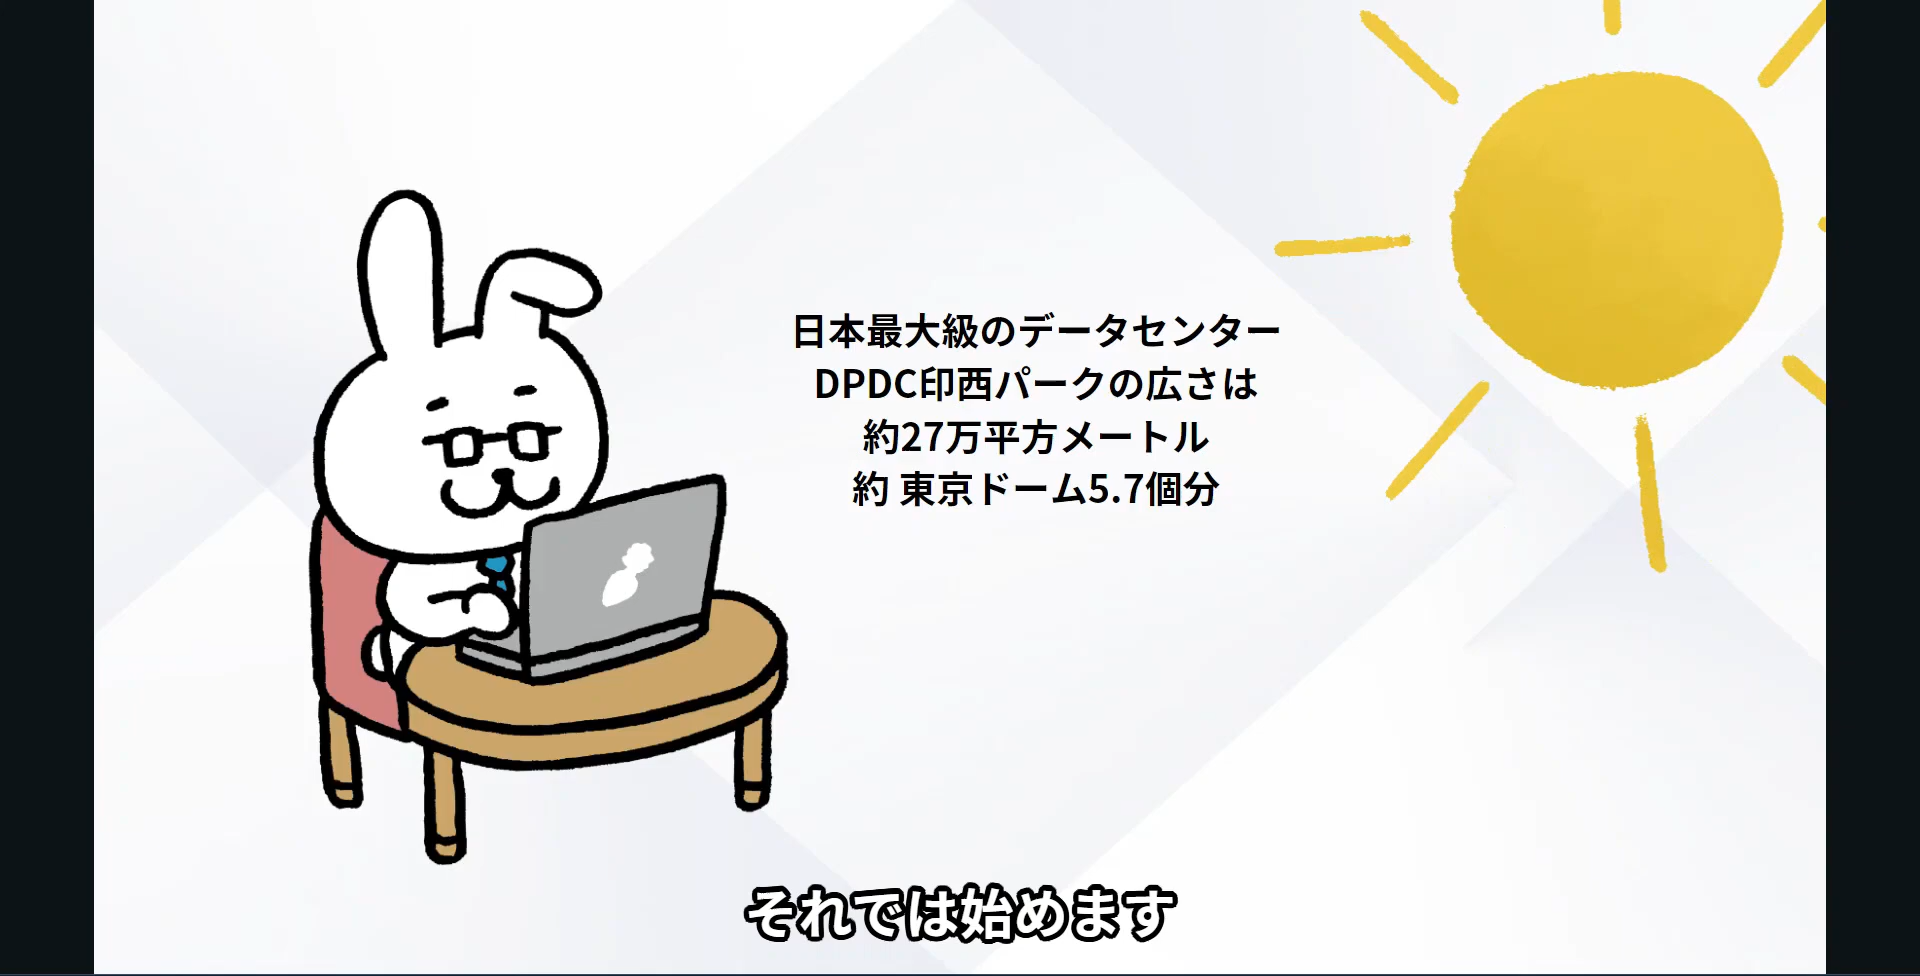 日本最大級のデータセンター
DPDC印西パークの広さは
約27万平方メートル
約 東京ドーム5.7個分
それでは始めます